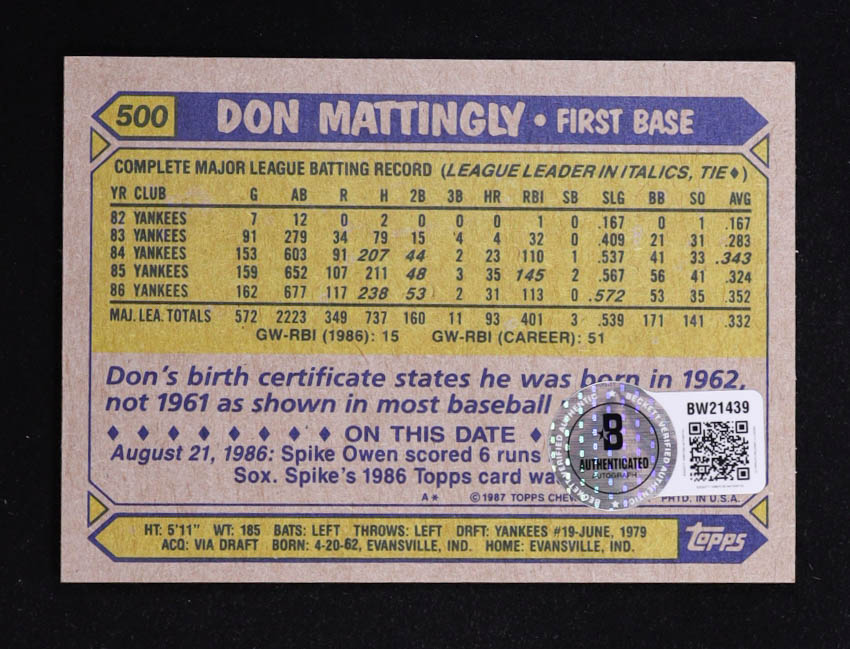 500 DON MATTINGLY • FIRST BASE
COMPLETE MAJOR LEAGUE BATTING RECORD (LEAGUE LEADER IN ITALICS, TIE♦)
YR CLUB G AB R H 2B 3B HR RBI SB SLG BB SO AVG
82 YANKEES 7 12 0 2 0 0 0 1 0 .167 0 1 .167
83 YANKEES 91 279 34 79 15 4 4 32 0 .409 21 31 .283
84 YANKEES 153 603 91 207 44 2 23 110 1 .537 41 33 .343
85 YANKEES 159 652 107 211 48 3 35 145 2 .567 56 41 .324
86 YANKEES 162 677 117 238 53 2 31 113 0 .572 53 35 .352
MAJ. LEA. TOTALS 572 2223 349 737 160 11 93 401 3 .539 171 141 .332
GW-RBI (1986): 15 GW-RBI (CAREER): 51
Don's birth certificate states he was born in 1962,
not 1961 as shown in most baseball
♦ ♦ ♦ ♦ ♦ ♦ ♦ ♦ ON THIS DATE ♦
August 21, 1986: Spike Owen scored 6 runs
Sox. Spike's 1986 Topps card wa
A* ©1987 TOPPS CHEW PRTD. IN U.S.A.
BECKETT VERIFIED AUTHENTIC
B
AUTHENTICATED
AUTOGRAPH
BW21439
HT: 5'11" WT: 185 BATS: LEFT THROWS: LEFT DRFT: YANKEES #19-JUNE, 1979
ACQ: VIA DRAFT BORN: 4-20-62, EVANSVILLE, IND. HOME: EVANSVILLE, IND.
Topps